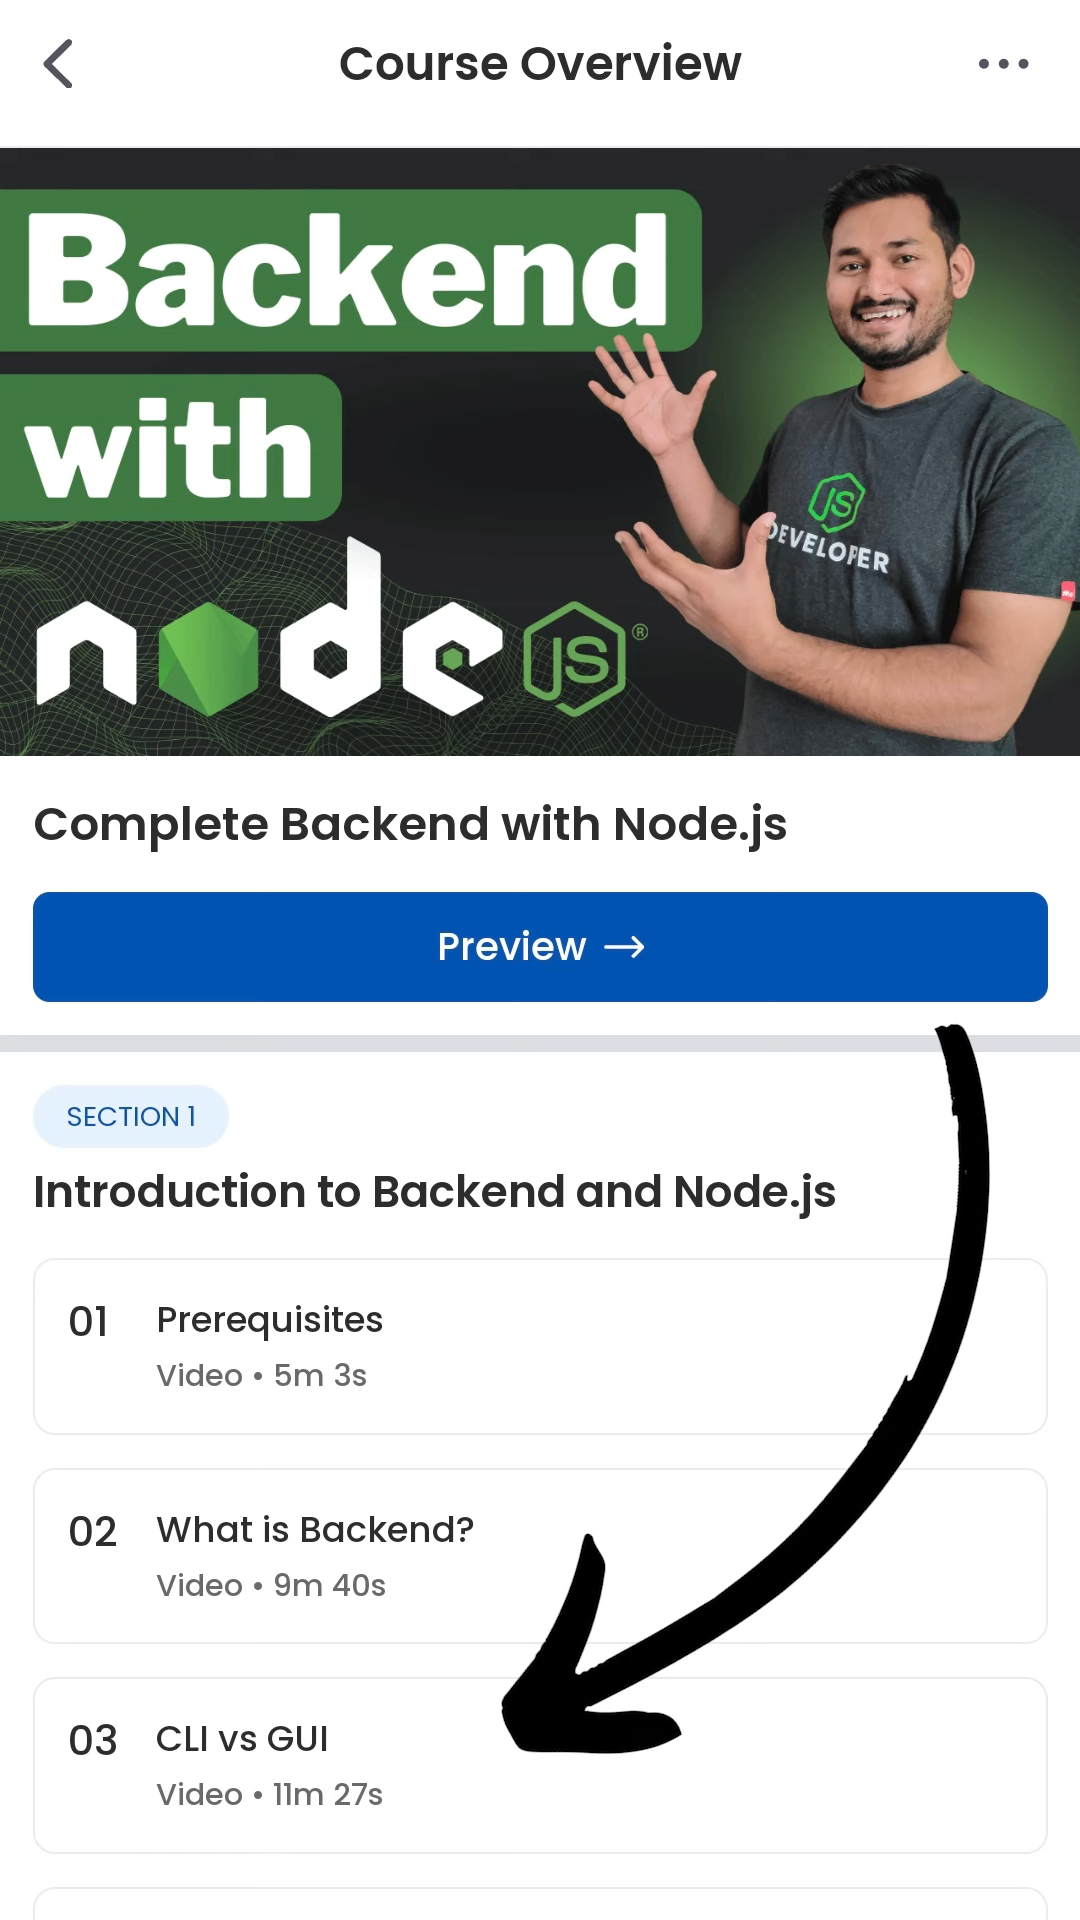 Course Overview
Backend
with
node JS ®
JS
DEVELOPER
Complete Backend with Node.js
Preview →
SECTION 1
Introduction to Backend and Node.js
01 Prerequisites
Video • 5m 3s
02 What is Backend?
Video • 9m 40s
03 CLI vs GUI
Video • 11m 27s